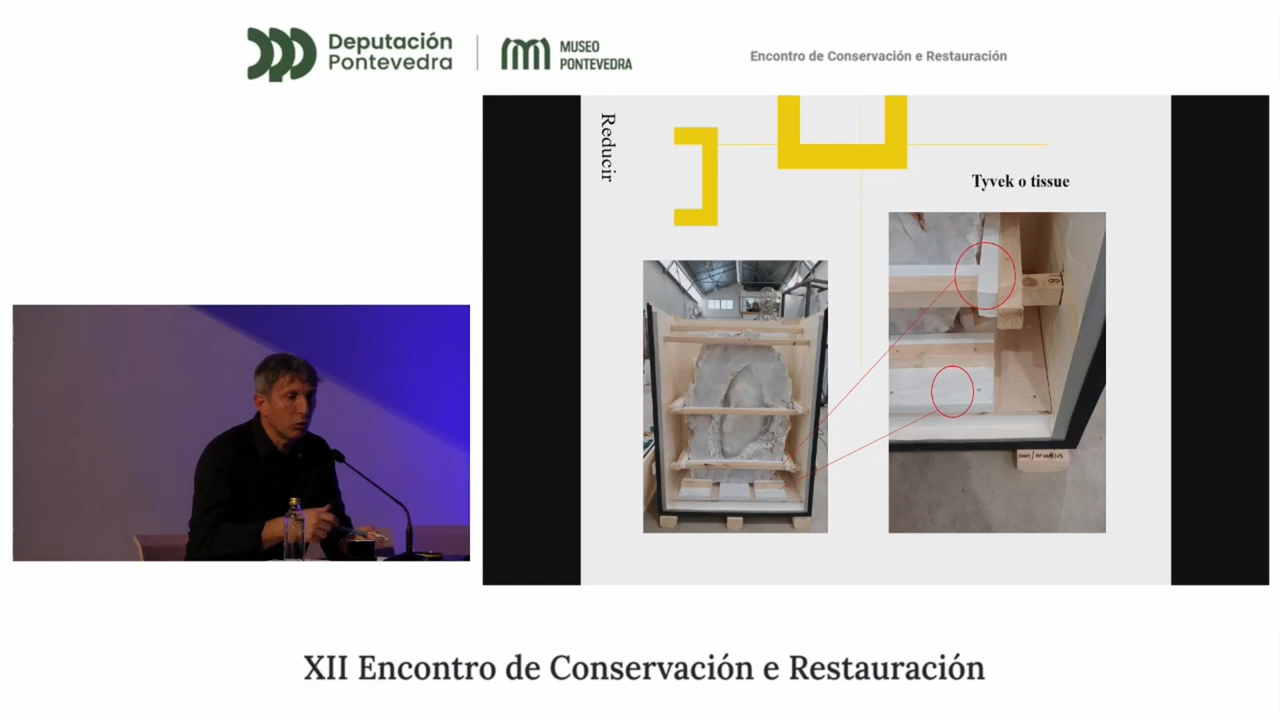 Deputación
Pontevedra
MUSEO
PONTEVEDRA
Encontro de Conservación e Restauración
Reducir
Tyvek o tissue
XII Encontro de Conservación e Restauración